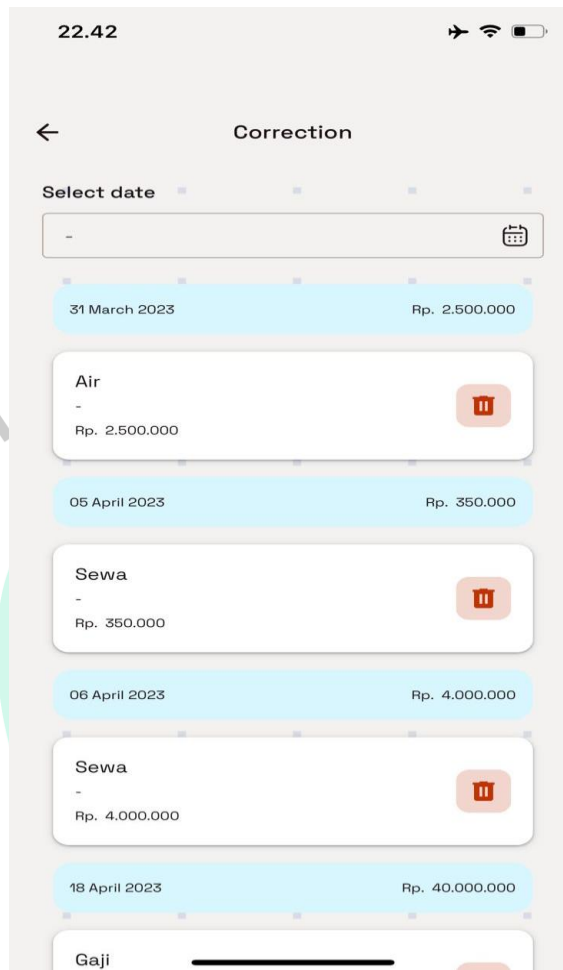 22.42
Correction
Select date
-
31 March 2023 Rp. 2.500.000
Air
-
Rp. 2.500.000
05 April 2023 Rp. 350.000
Sewa
-
Rp. 350.000
06 April 2023 Rp. 4.000.000
Sewa
-
Rp. 4.000.000
18 April 2023 Rp. 40.000.000
Gaji